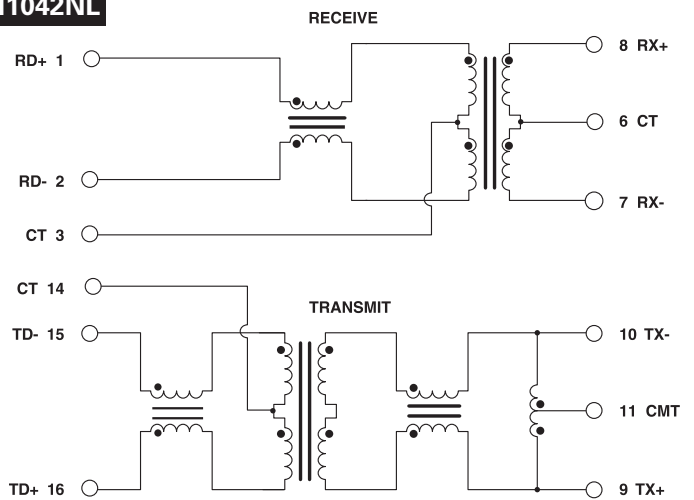 1042NL
RECEIVE
RD+ 1
8 RX+
6 CT
RD- 2
7 RX-
CT 3
CT 14
TRANSMIT
TD- 15
10 TX-
11 CMT
TD+ 16
9 TX+